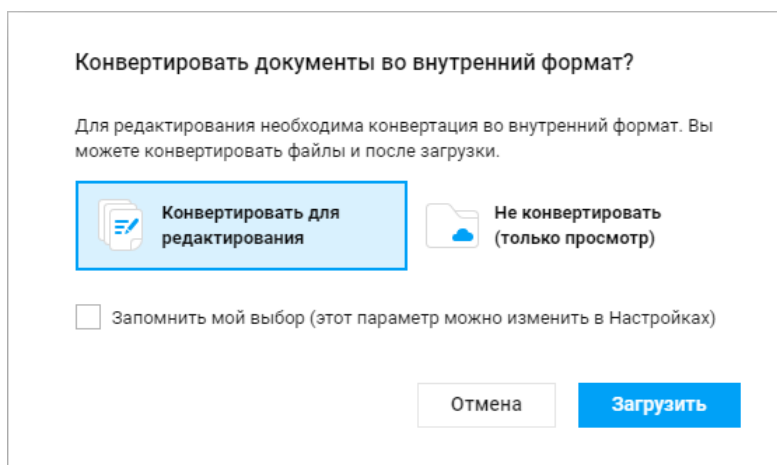 Конвертировать документы во внутренний формат?
Для редактирования необходима конвертация во внутренний формат. Вы
можете конвертировать файлы и после загрузки.
Конвертировать для
редактирования
Не конвертировать
(только просмотр)
Запомнить мой выбор (этот параметр можно изменить в Настройках)
Отмена
Загрузить